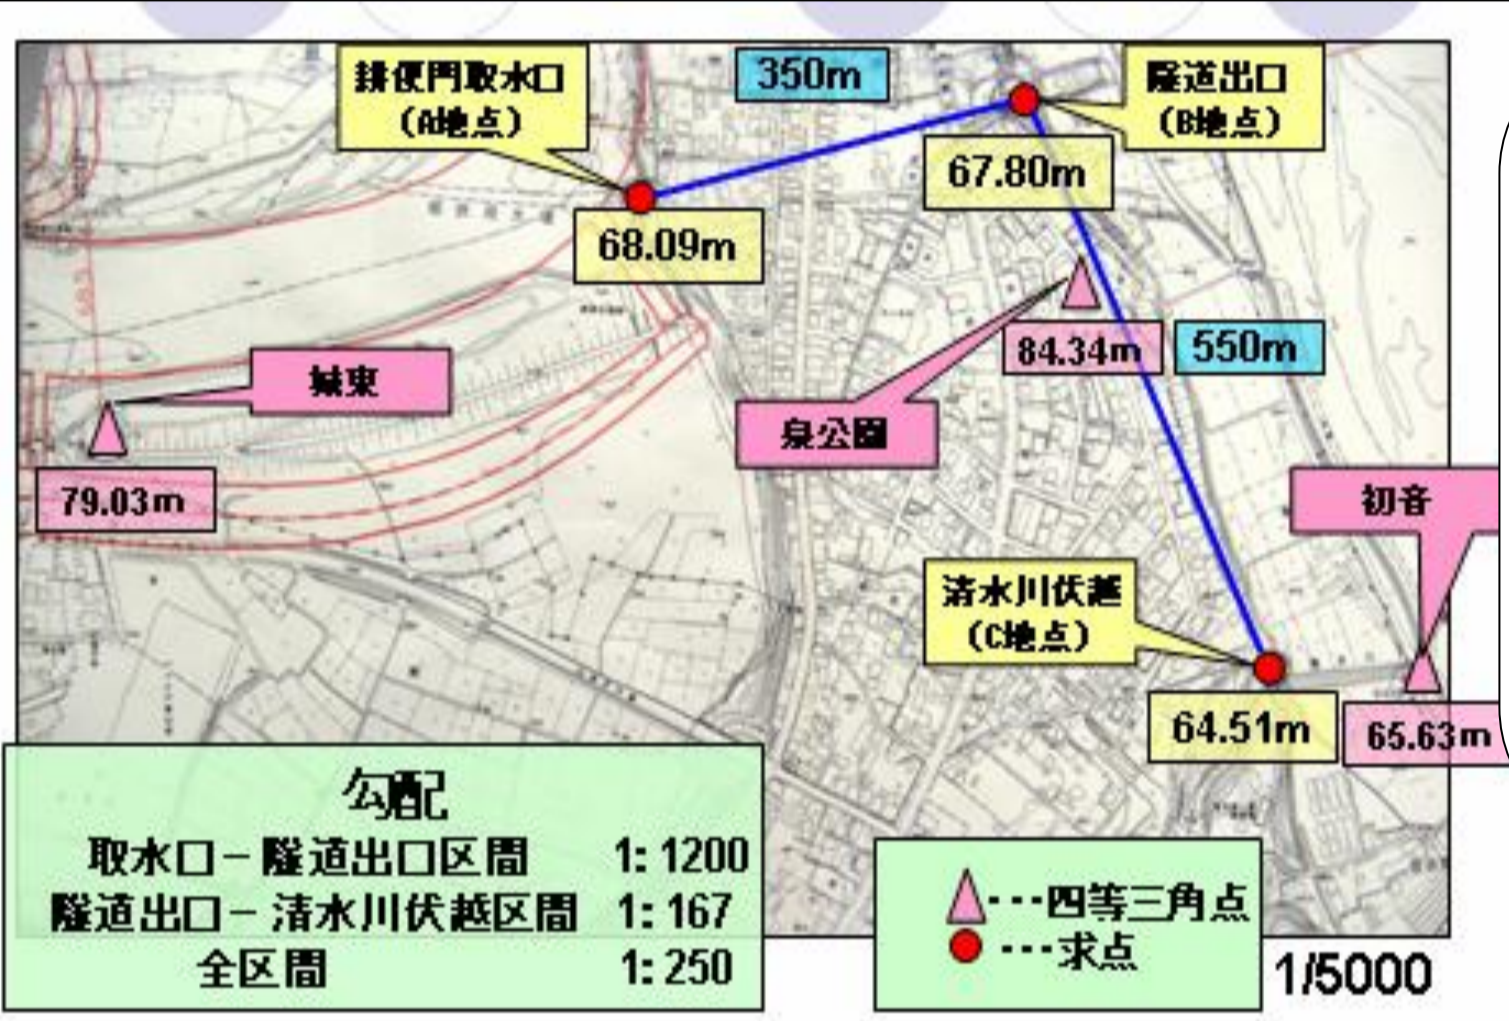 緋便門取水口
（A地点）
350m
隧道出口
（B地点）
67.80m
68.09m
84.34m
550m
城東
泉公園
79.03m
初音
清水川伏越
（C地点）
64.51m
65.63m
勾配
取水口－隧道出口区間 1：1200
隧道出口－清水川伏越区間 1：167
全区間 1：250
･･･四等三角点
･･･求点
1/5000